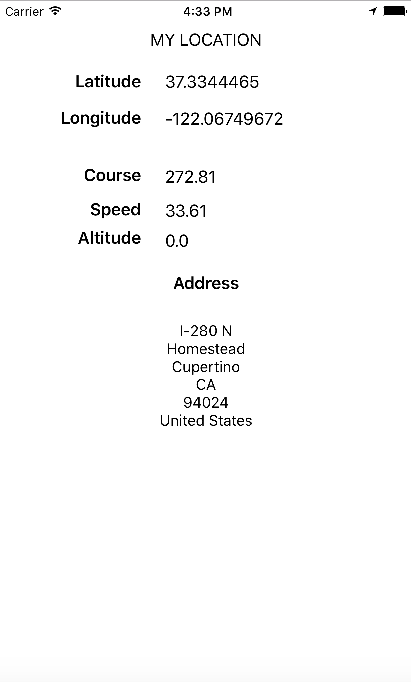 Carrier 4:33 PM
MY LOCATION
Latitude 37.3344465
Longitude -122.06749672
Course 272.81
Speed 33.61
Altitude 0.0
Address
I-280 N
Homestead
Cupertino
CA
94024
United States